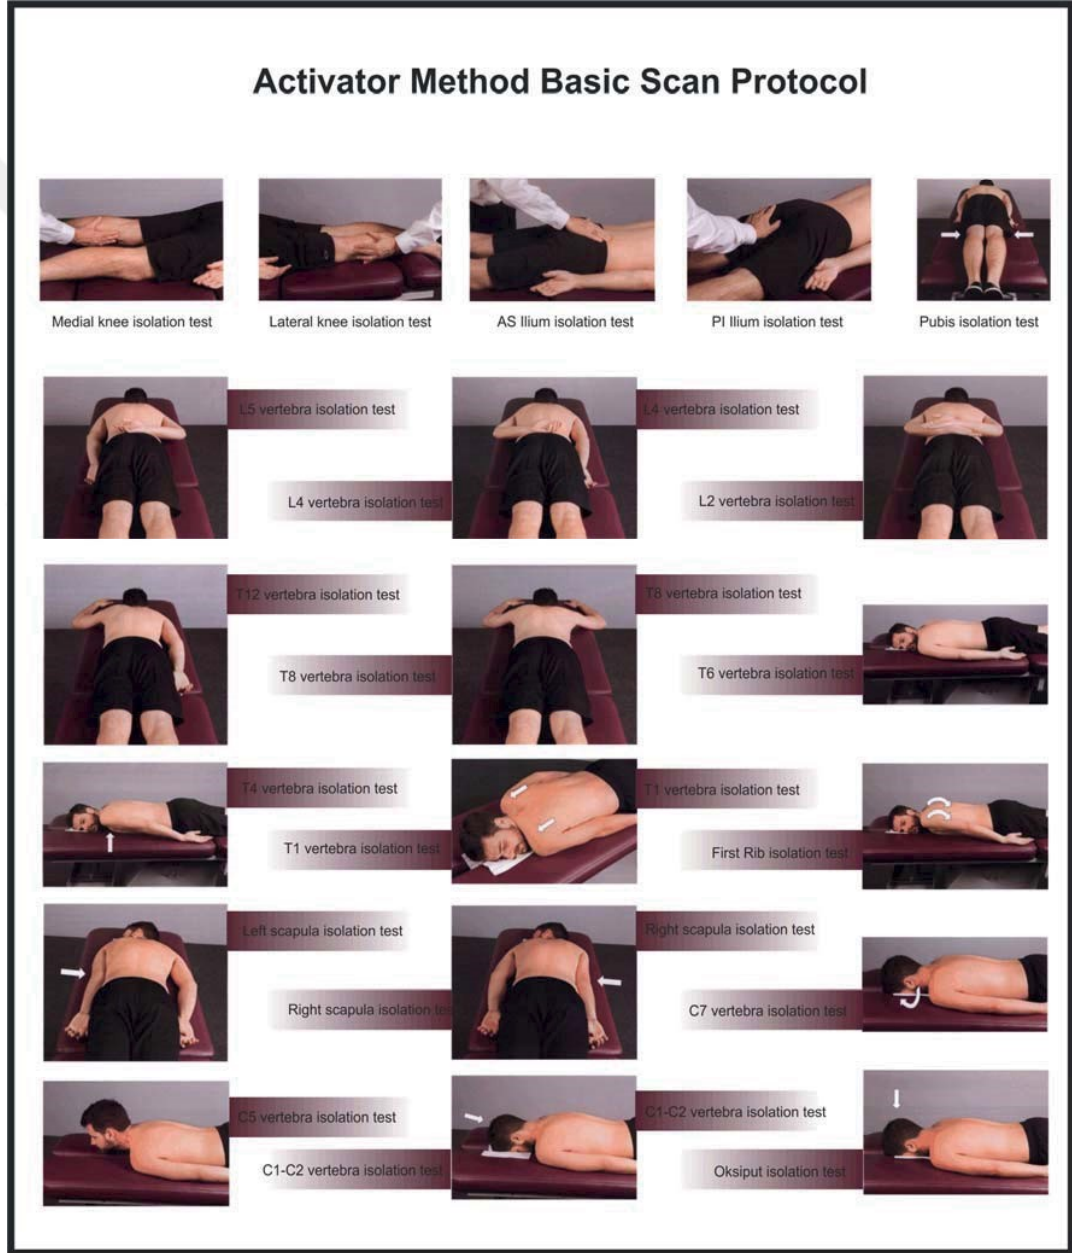 Activator Method Basic Scan Protocol
Medial knee isolation test
Lateral knee isolation test
AS Ilium isolation test
PI Ilium isolation test
Pubis isolation test
L5 vertebra isolation test
L4 vertebra isolation test
L4 vertebra isolation test
L2 vertebra isolation test
T12 vertebra isolation test
T8 vertebra isolation test
T8 vertebra isolation test
T6 vertebra isolation test
T4 vertebra isolation test
T1 vertebra isolation test
T1 vertebra isolation test
First Rib isolation test
Left scapula isolation test
Right scapula isolation test
Right scapula isolation test
C7 vertebra isolation test
C5 vertebra isolation test
C1-C2 vertebra isolation test
C1-C2 vertebra isolation test
Oksiput isolation test